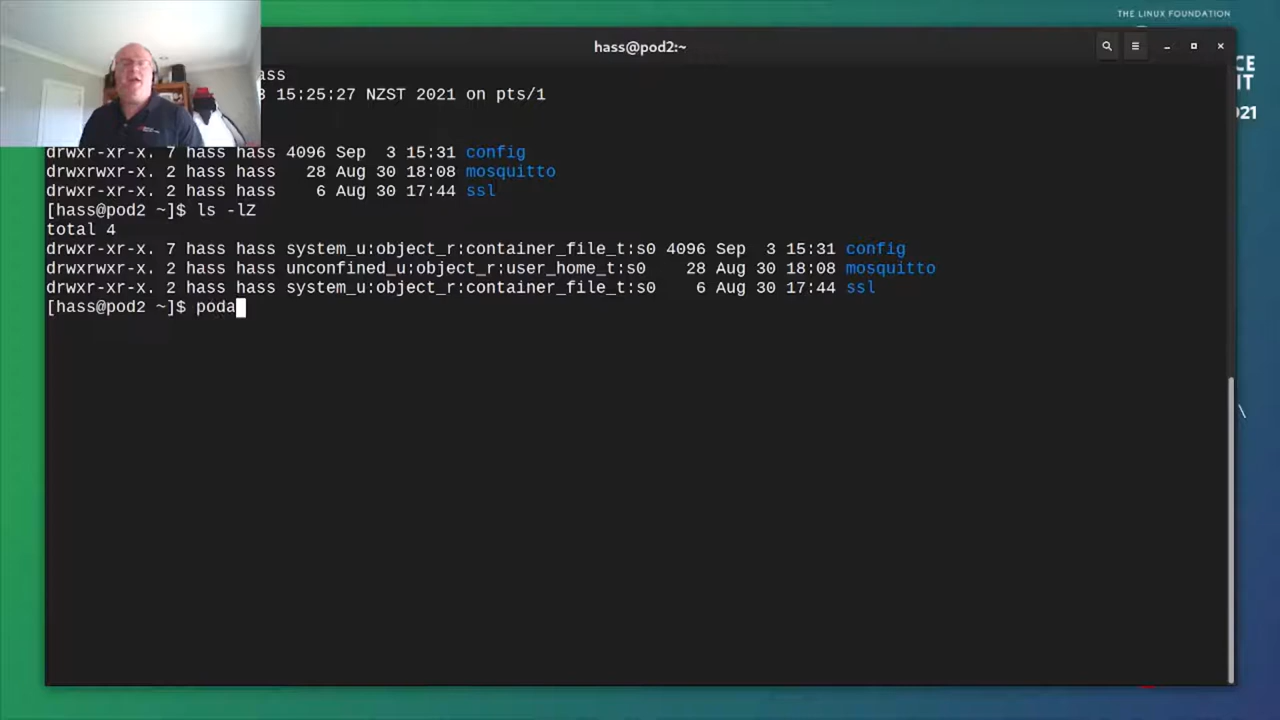 THE LINUX FOUNDATION
hass@pod2:~
CE
IT
021
ass
3 15:25:27 NZST 2021 on pts/1
drwxr-xr-x. 7 hass hass 4096 Sep  3 15:31 config
drwxrwxr-x. 2 hass hass   28 Aug 30 18:08 mosquitto
drwxr-xr-x. 2 hass hass    6 Aug 30 17:44 ssl
[hass@pod2 ~]$ ls -lZ
total 4
drwxr-xr-x. 7 hass hass system_u:object_r:container_file_t:s0 4096 Sep  3 15:31 config
drwxrwxr-x. 2 hass hass unconfined_u:object_r:user_home_t:s0    28 Aug 30 18:08 mosquitto
drwxr-xr-x. 2 hass hass system_u:object_r:container_file_t:s0    6 Aug 30 17:44 ssl
[hass@pod2 ~]$ poda
\